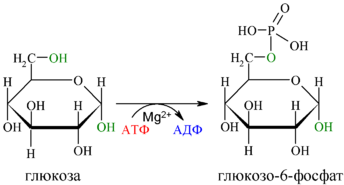 O
HO P OH
H₂C OH
H₂C O
H O H
H
OH H
OH OH
H OH
Mg²⁺
АТФ АДФ
H O H
H
OH H
OH OH
H OH
глюкоза
глюкозо-6-фосфат